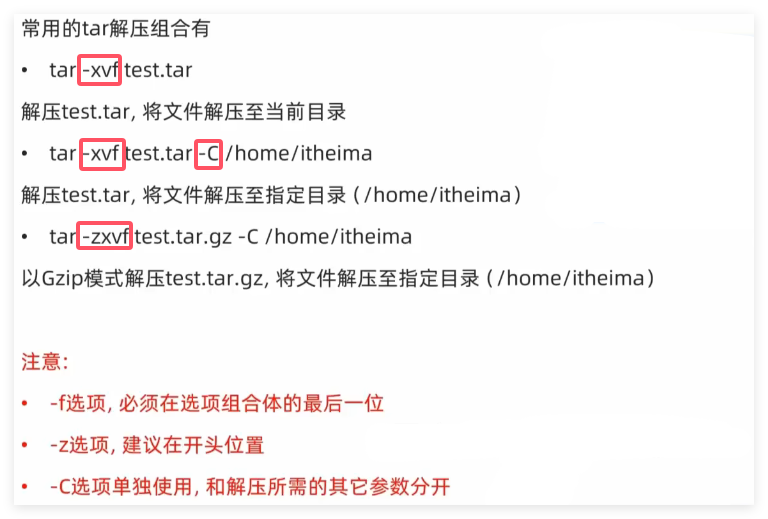 常用的tar解压组合有
• tar -xvf test.tar
解压test.tar, 将文件解压至当前目录
• tar -xvf test.tar -C /home/itheima
解压test.tar, 将文件解压至指定目录（/home/itheima）
• tar -zxvf test.tar.gz -C /home/itheima
以Gzip模式解压test.tar.gz, 将文件解压至指定目录（/home/itheima）
注意:
• -f选项, 必须在选项组合体的最后一位
• -z选项, 建议在开头位置
• -C选项单独使用, 和解压所需的其它参数分开